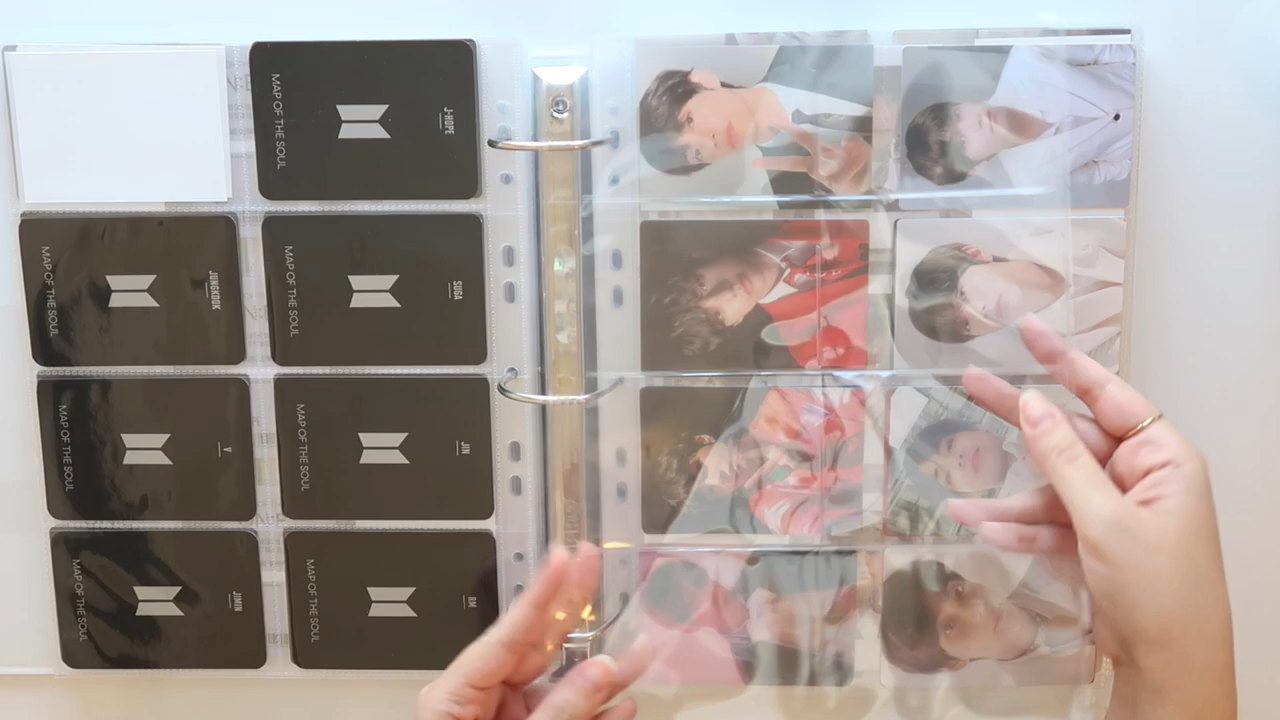 J-HOPE
MAP OF THE SOUL
JUNGKOOK
MAP OF THE SOUL
SUGA
MAP OF THE SOUL
V
MAP OF THE SOUL
JIN
MAP OF THE SOUL
JIMIN
MAP OF THE SOUL
RM
MAP OF THE SOUL